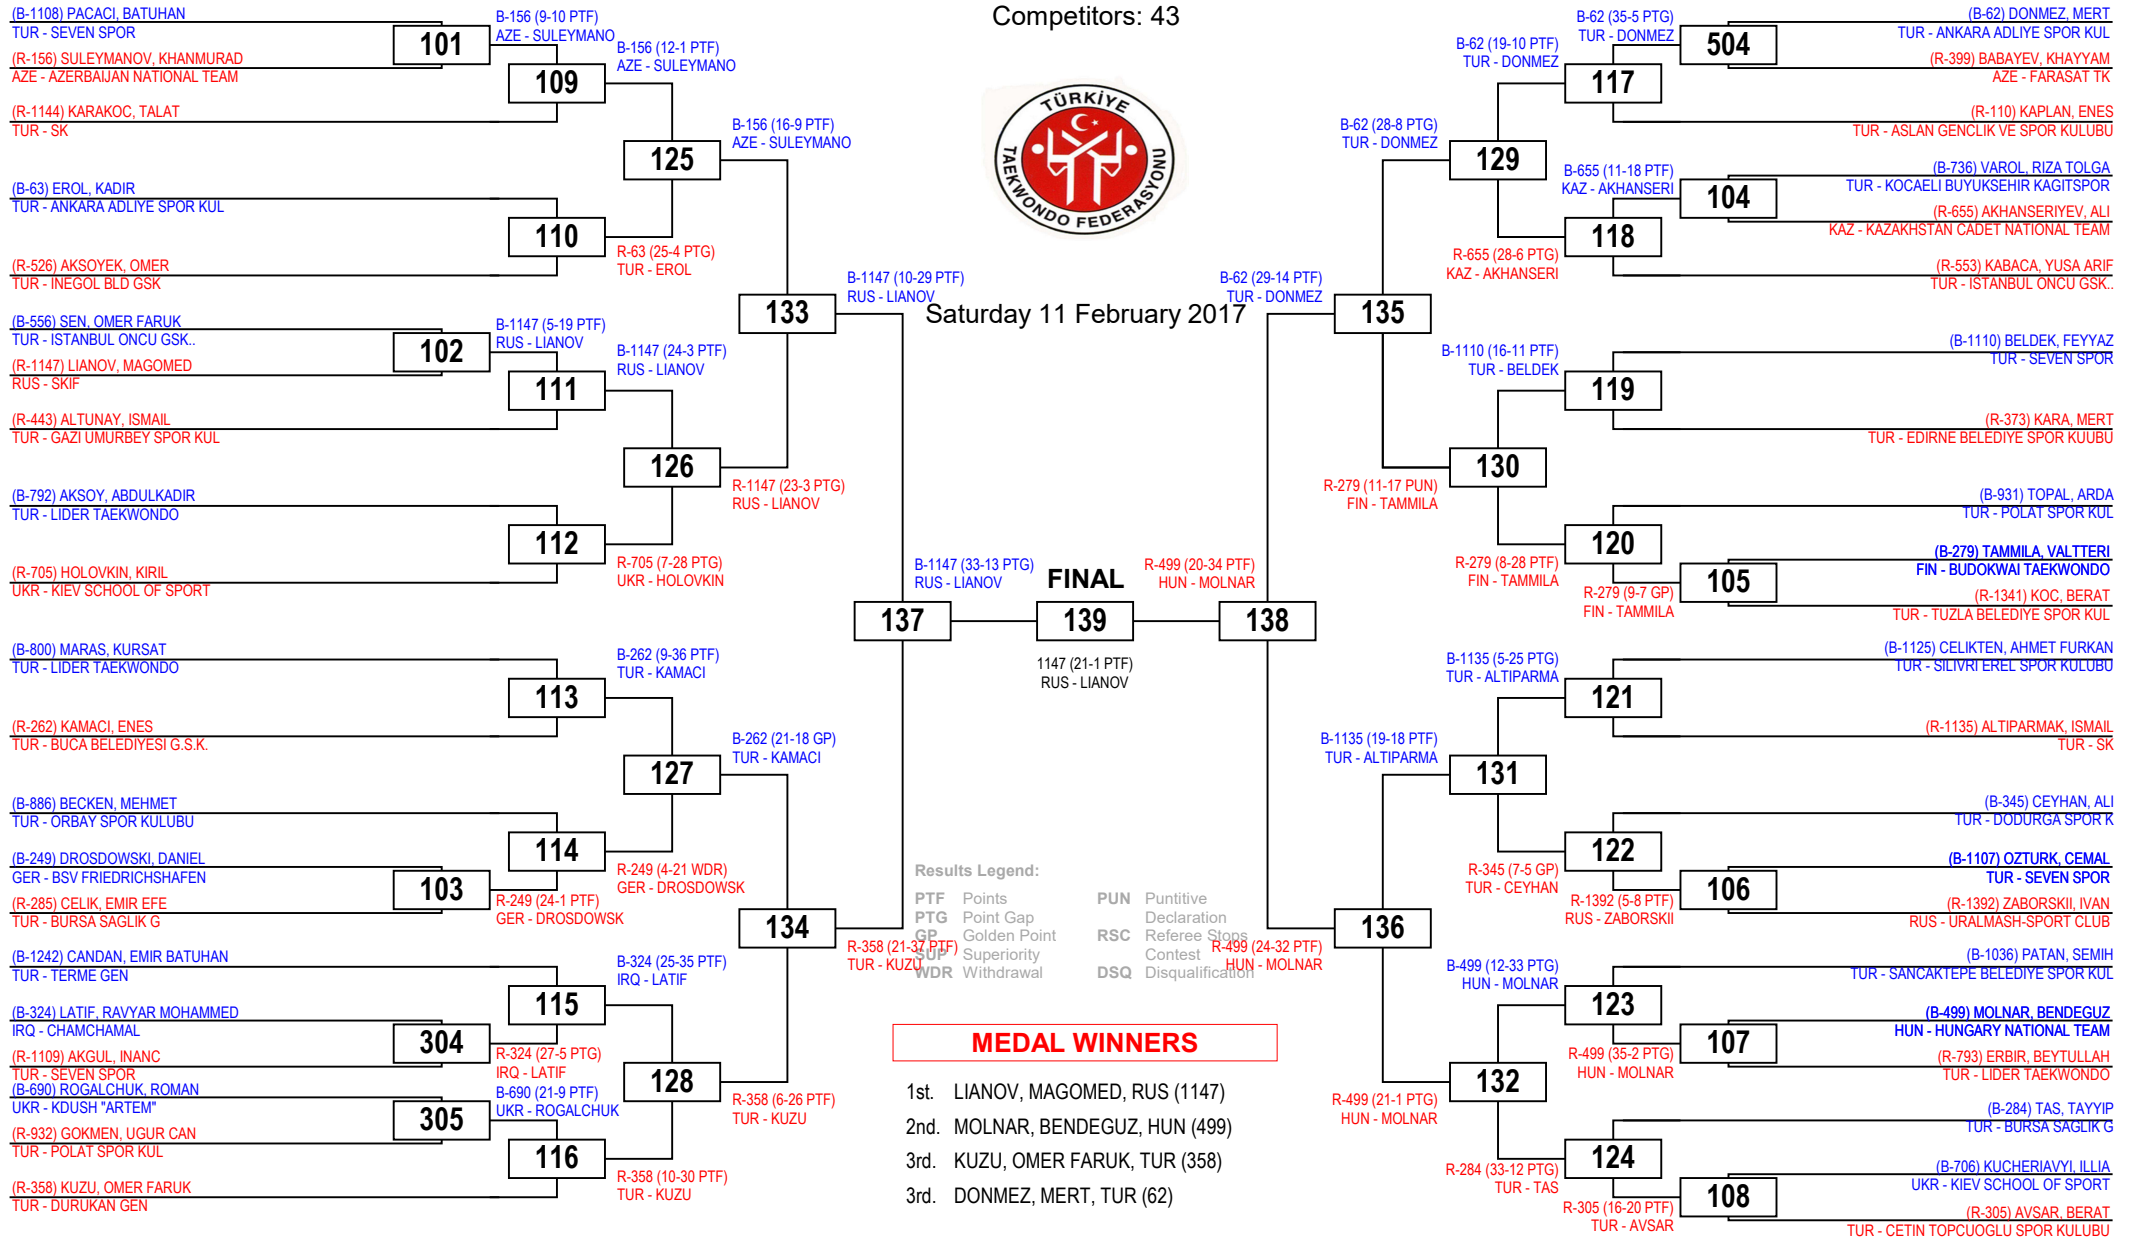 Competitors: 43
TÜRKİYE
TAEKWONDO FEDERASYONU
Saturday 11 February 2017
(B-1108) PACACI, BATUHAN
TUR - SEVEN SPOR
101
(R-156) SULEYMANOV, KHANMURAD
AZE - AZERBAIJAN NATIONAL TEAM
B-156 (9-10 PTF)
AZE - SULEYMANO
109
(R-1144) KARAKOC, TALAT
TUR - SK
B-156 (12-1 PTF)
AZE - SULEYMANO
125
(B-63) EROL, KADIR
TUR - ANKARA ADLIYE SPOR KUL
110
(R-526) AKSOYEK, OMER
TUR - INEGOL BLD GSK
R-63 (25-4 PTG)
TUR - EROL
B-156 (16-9 PTF)
AZE - SULEYMANO
133
(B-556) SEN, OMER FARUK
TUR - ISTANBUL ONCU GSK..
102
(R-1147) LIANOV, MAGOMED
RUS - SKIF
B-1147 (5-19 PTF)
RUS - LIANOV
111
(R-443) ALTUNAY, ISMAIL
TUR - GAZI UMURBEY SPOR KUL
B-1147 (24-3 PTF)
RUS - LIANOV
126
(B-792) AKSOY, ABDULKADIR
TUR - LIDER TAEKWONDO
112
(R-705) HOLOVKIN, KIRIL
UKR - KIEV SCHOOL OF SPORT
R-705 (7-28 PTG)
UKR - HOLOVKIN
R-1147 (23-3 PTG)
RUS - LIANOV
B-1147 (10-29 PTF)
RUS - LIANOV
137
(B-800) MARAS, KURSAT
TUR - LIDER TAEKWONDO
113
(R-262) KAMACI, ENES
TUR - BUCA BELEDIYESI G.S.K.
B-262 (9-36 PTF)
TUR - KAMACI
127
(B-886) BECKEN, MEHMET
TUR - ORBAY SPOR KULUBU
114
(B-249) DROSDOWSKI, DANIEL
GER - BSV FRIEDRICHSHAFEN
103
(R-285) CELIK, EMIR EFE
TUR - BURSA SAGLIK G
R-249 (24-1 PTF)
GER - DROSDOWSK
R-249 (4-21 WDR)
GER - DROSDOWSK
B-262 (21-18 GP)
TUR - KAMACI
134
(B-1242) CANDAN, EMIR BATUHAN
TUR - TERME GEN
115
(B-324) LATIF, RAVYAR MOHAMMED
IRQ - CHAMCHAMAL
304
(R-1109) AKGUL, INANC
TUR - SEVEN SPOR
R-324 (27-5 PTG)
IRQ - LATIF
B-324 (25-35 PTF)
IRQ - LATIF
128
(B-690) ROGALCHUK, ROMAN
UKR - KDUSH "ARTEM"
305
(R-932) GOKMEN, UGUR CAN
TUR - POLAT SPOR KUL
B-690 (21-9 PTF)
UKR - ROGALCHUK
116
(R-358) KUZU, OMER FARUK
TUR - DURUKAN GEN
R-358 (10-30 PTF)
TUR - KUZU
R-358 (6-26 PTF)
TUR - KUZU
R-358 (21-37 PTF)
TUR - KUZU
B-1147 (33-13 PTG)
RUS - LIANOV
FINAL
139
1147 (21-1 PTF)
RUS - LIANOV
R-499 (20-34 PTF)
HUN - MOLNAR
138
B-62 (29-14 PTF)
TUR - DONMEZ
135
R-499 (24-32 PTF)
HUN - MOLNAR
136
B-62 (28-8 PTG)
TUR - DONMEZ
129
B-62 (19-10 PTF)
TUR - DONMEZ
117
B-62 (35-5 PTG)
TUR - DONMEZ
504
(B-62) DONMEZ, MERT
TUR - ANKARA ADLIYE SPOR KUL
(R-399) BABAYEV, KHAYYAM
AZE - FARASAT TK
(R-110) KAPLAN, ENES
TUR - ASLAN GENCLIK VE SPOR KULUBU
R-655 (28-6 PTG)
KAZ - AKHANSERI
118
B-655 (11-18 PTF)
KAZ - AKHANSERI
104
(B-736) VAROL, RIZA TOLGA
TUR - KOCAELI BUYUKSEHIR KAGITSPOR
(R-655) AKHANSERIYEV, ALI
KAZ - KAZAKHSTAN CADET NATIONAL TEAM
(R-553) KABACA, YUSA ARIF
TUR - ISTANBUL ONCU GSK..
R-279 (11-17 PUN)
FIN - TAMMILA
130
B-1110 (16-11 PTF)
TUR - BELDEK
119
(B-1110) BELDEK, FEYYAZ
TUR - SEVEN SPOR
(R-373) KARA, MERT
TUR - EDIRNE BELEDIYE SPOR KUUBU
R-279 (8-28 PTF)
FIN - TAMMILA
120
(B-931) TOPAL, ARDA
TUR - POLAT SPOR KUL
R-279 (9-7 GP)
FIN - TAMMILA
105
(B-279) TAMMILA, VALTTERI
FIN - BUDOKWAI TAEKWONDO
(R-1341) KOC, BERAT
TUR - TUZLA BELEDIYE SPOR KUL
B-1135 (19-18 PTF)
TUR - ALTIPARMA
131
B-1135 (5-25 PTG)
TUR - ALTIPARMA
121
(B-1125) CELIKTEN, AHMET FURKAN
TUR - SILIVRI EREL SPOR KULUBU
(R-1135) ALTIPARMAK, ISMAIL
TUR - SK
R-345 (7-5 GP)
TUR - CEYHAN
122
(B-345) CEYHAN, ALI
TUR - DODURGA SPOR K
R-1392 (5-8 PTF)
RUS - ZABORSKII
106
(B-1107) OZTURK, CEMAL
TUR - SEVEN SPOR
(R-1392) ZABORSKII, IVAN
RUS - URALMASH-SPORT CLUB
R-499 (21-1 PTG)
HUN - MOLNAR
132
B-499 (12-33 PTG)
HUN - MOLNAR
123
(B-1036) PATAN, SEMIH
TUR - SANCAKTEPE BELEDIYE SPOR KUL
R-499 (35-2 PTG)
HUN - MOLNAR
107
(B-499) MOLNAR, BENDEGUZ
HUN - HUNGARY NATIONAL TEAM
(R-793) ERBIR, BEYTULLAH
TUR - LIDER TAEKWONDO
R-284 (33-12 PTG)
TUR - TAS
124
(B-284) TAS, TAYYIP
TUR - BURSA SAGLIK G
R-305 (16-20 PTF)
TUR - AVSAR
108
(B-706) KUCHERIAVYI, ILLIA
UKR - KIEV SCHOOL OF SPORT
(R-305) AVSAR, BERAT
TUR - CETIN TOPCUOGLU SPOR KULUBU
Results Legend:
PTF Points
PTG Point Gap
GP Golden Point
SUP Superiority
WDR Withdrawal
PUN Puntitive
Declaration
RSC Referee Stops
Contest
DSQ Disqualification
MEDAL WINNERS
1st. LIANOV, MAGOMED, RUS (1147)
2nd. MOLNAR, BENDEGUZ, HUN (499)
3rd. KUZU, OMER FARUK, TUR (358)
3rd. DONMEZ, MERT, TUR (62)